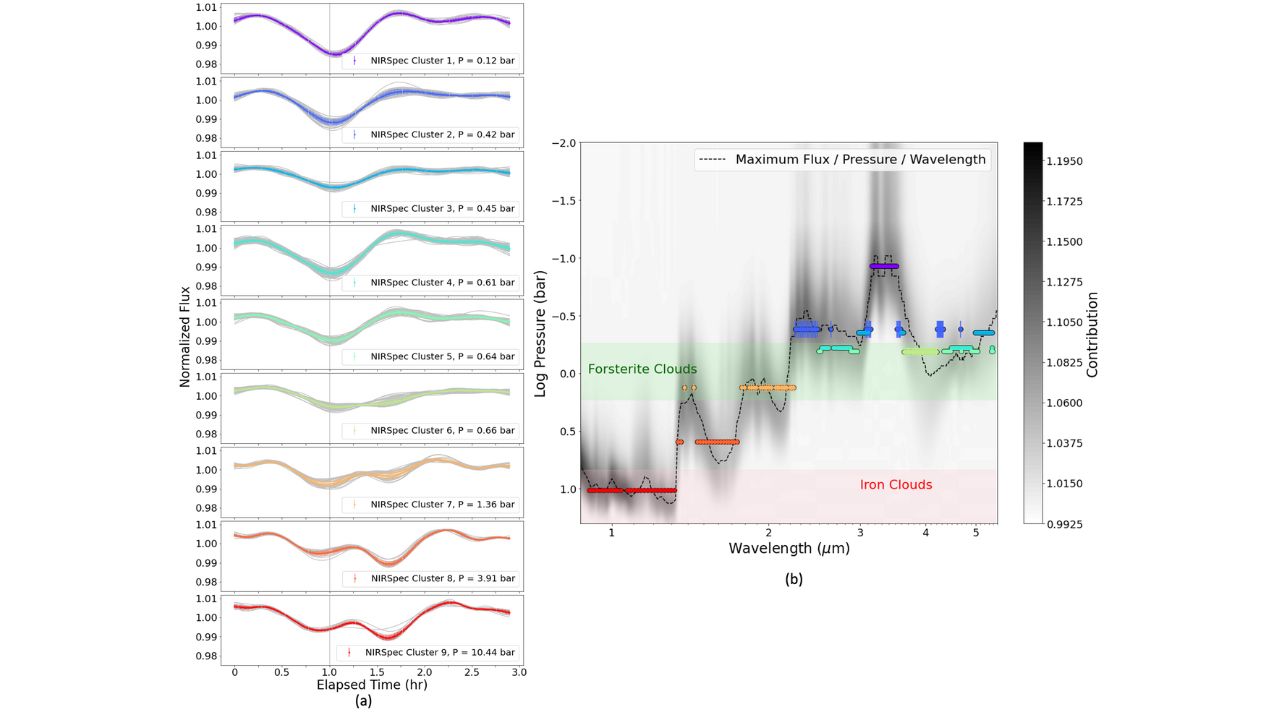 1.01
1.00
0.98
NIRSpec Cluster 1, P = 0.12 bar
1.01
1.00
0.98
NIRSpec Cluster 2, P = 0.42 bar
1.01
1.00
0.99
0.98
NIRSpec Cluster 3, P = 0.45 bar
1.01
1.00
0.99
0.98
NIRSpec Cluster 4, P = 0.61 bar
1.01
1.00
0.99
0.98
NIRSpec Cluster 5, P = 0.64 bar
1.01
1.00
0.99
0.98
NIRSpec Cluster 6, P = 0.66 bar
1.01
1.00
0.99
0.98
NIRSpec Cluster 7, P = 1.36 bar
1.01
1.00
0.99
0.98
NIRSpec Cluster 8, P = 3.91 bar
1.01
1.00
0.99
0.98
NIRSpec Cluster 9, P = 10.44 bar
0 0.5 1.0 1.5 2.0 2.5 3.0
Normalized Flux
Elapsed Time (hr)
(a)
Maximum Flux / Pressure / Wavelength
Forsterite Clouds
Iron Clouds
−2.0
−1.5
−1.0
−0.5
0.0
0.5
1.0
Log Pressure (bar)
1 2 3 4 5
Wavelength (μm)
(b)
1.1950
1.1725
1.1500
1.1275
1.1050
1.0825
1.0600
1.0375
1.0150
0.9925
Contribution